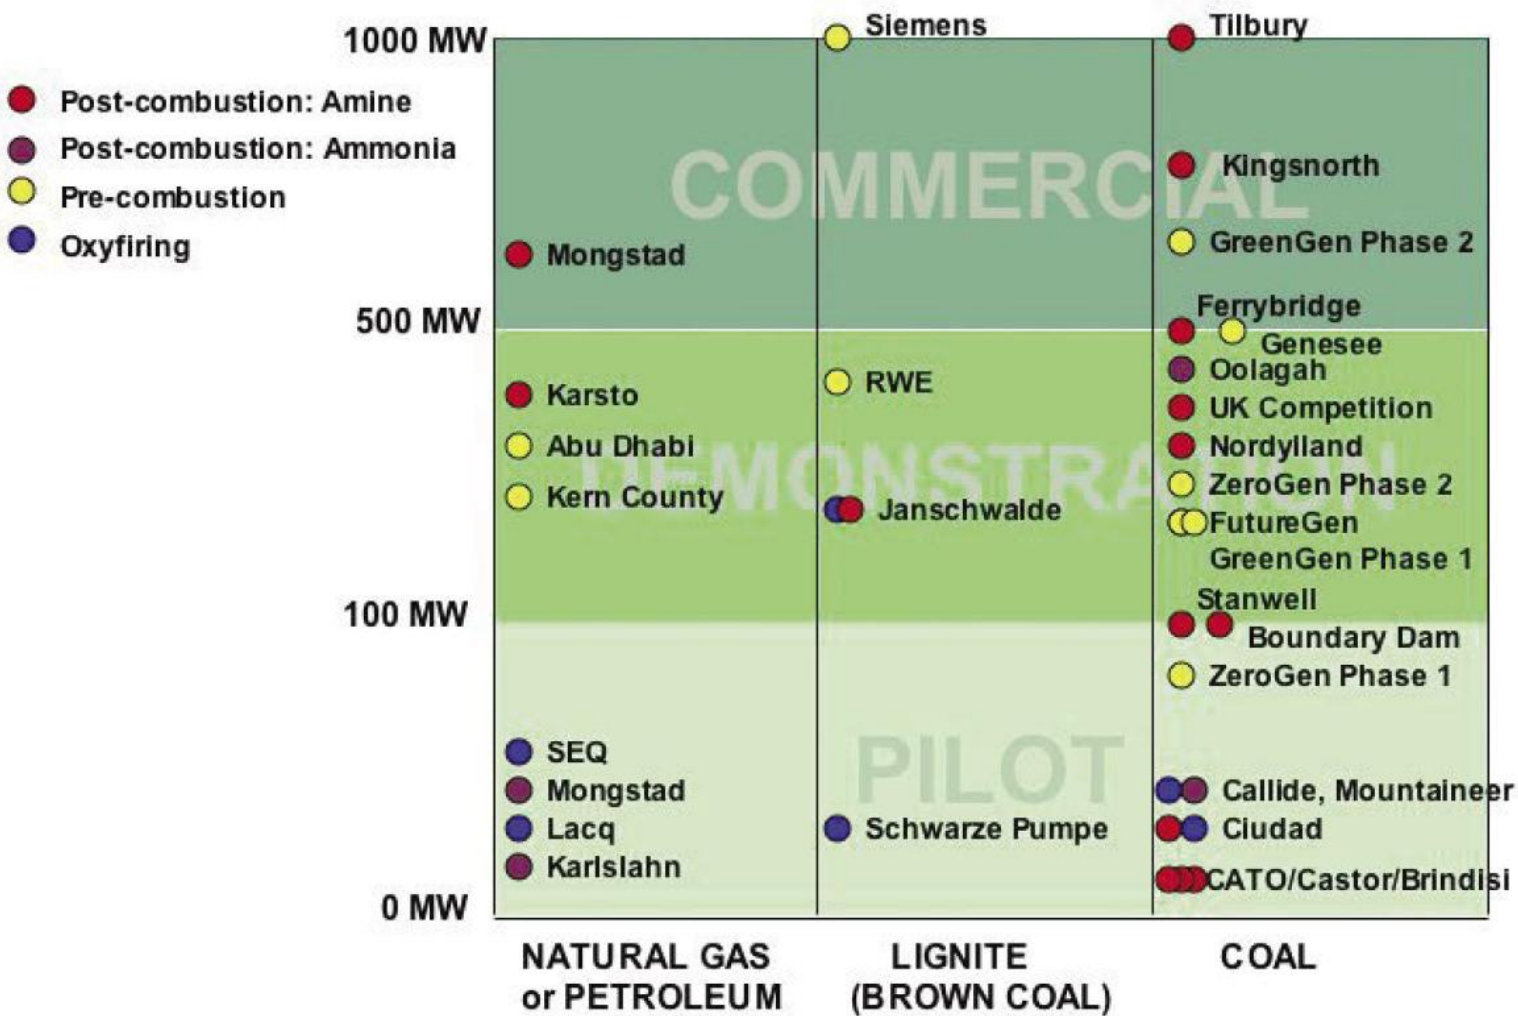 1000 MW
Siemens
Tilbury
Post-combustion: Amine
Post-combustion: Ammonia
Pre-combustion
Oxyfiring
COMMERCIAL
Kingsnorth
GreenGen Phase 2
Mongstad
500 MW
Ferrybridge
Genesee
Oolagah
UK Competition
Nordylland
ZeroGen Phase 2
FutureGen
GreenGen Phase 1
RWE
Karsto
Abu Dhabi
DEMONSTRATION
Kern County
Janschwalde
100 MW
Stanwell
Boundary Dam
ZeroGen Phase 1
PILOT
SEQ
Mongstad
Lacq
Karlslahn
Schwarze Pumpe
Callide, Mountaineer
Ciudad
CATO/Castor/Brindisi
0 MW
NATURAL GAS
or PETROLEUM
LIGNITE
(BROWN COAL)
COAL